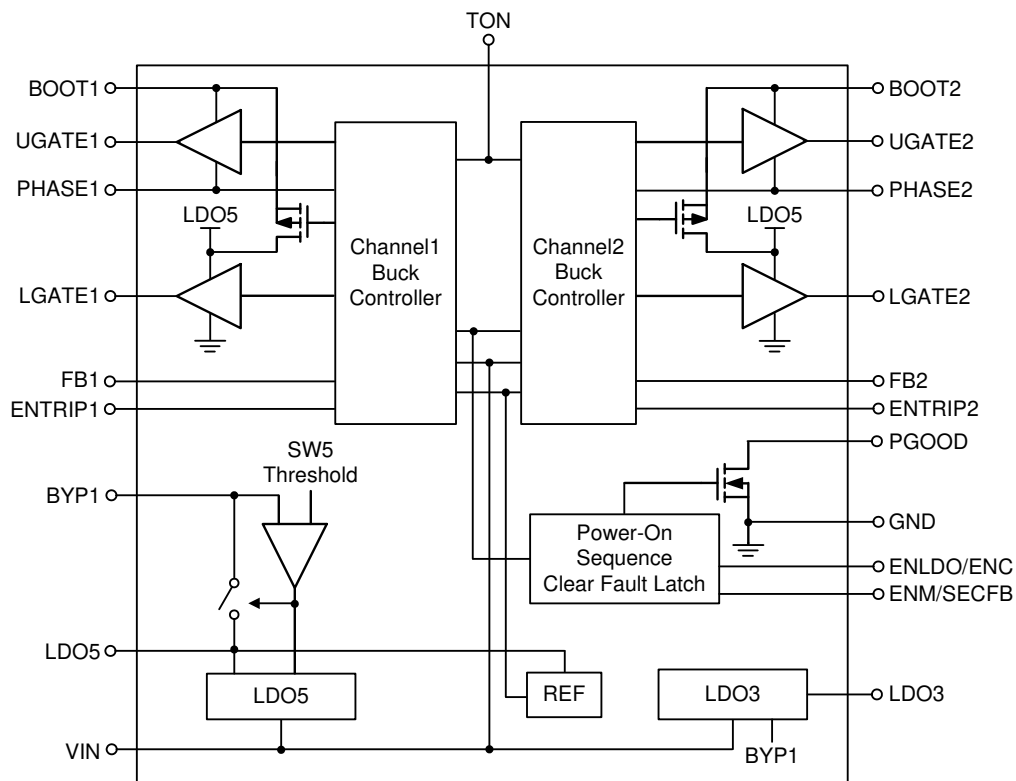 TON
BOOT1
BOOT2
UGATE1
UGATE2
PHASE1
PHASE2
LDO5
LDO5
Channel1
Buck
Controller
Channel2
Buck
Controller
LGATE1
LGATE2
FB1
FB2
ENTRIP1
ENTRIP2
PGOOD
SW5
Threshold
BYP1
GND
Power-On
Sequence
Clear Fault Latch
ENLDO/ENC
ENM/SECFB
LDO5
LDO5
REF
LDO3
LDO3
VIN
BYP1